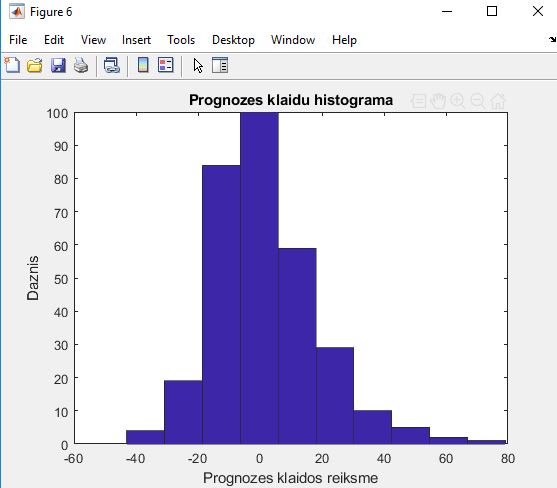 Figure 6
File Edit View Insert Tools Desktop Window Help
Prognozes klaidu histograma
100
90
80
70
60
50
40
30
20
10
0
Daznis
-60 -40 -20 0 20 40 60 80
Prognozes klaidos reiksme